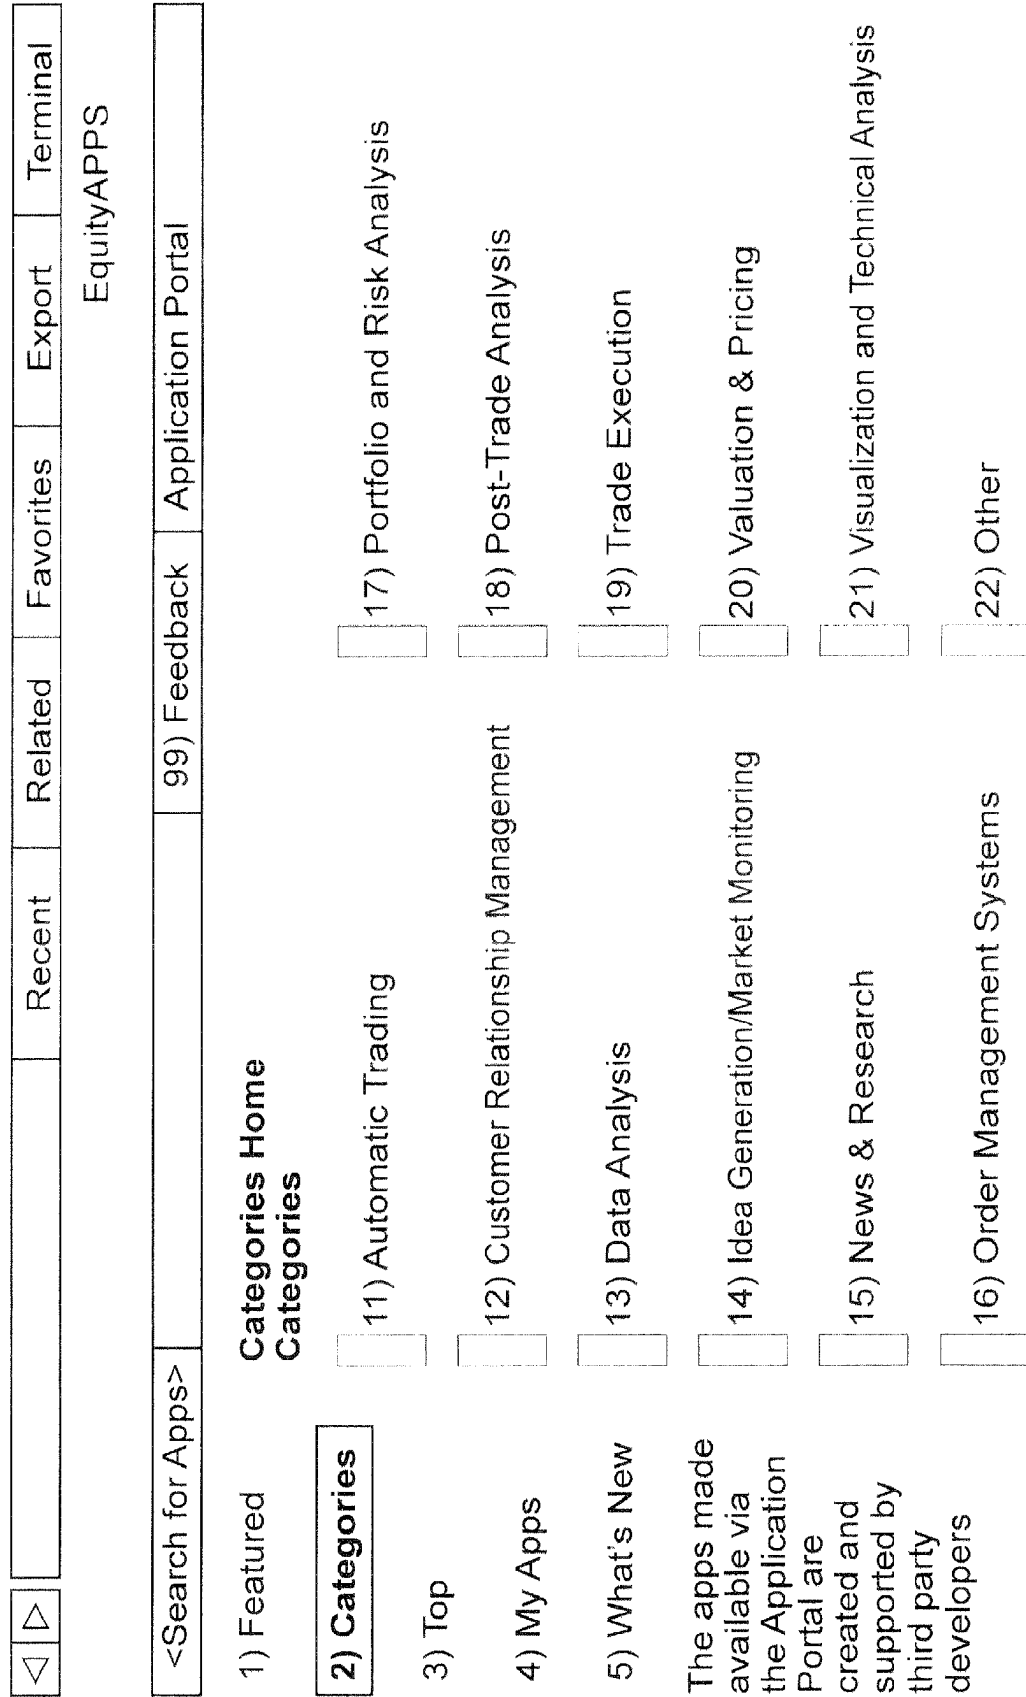 Recent Related Favorites Export Terminal
EquityAPPS
<Search for Apps> 99) Feedback Application Portal
1) Featured
2) Categories
3) Top
4) My Apps
5) What's New
The apps made
available via
the Application
Portal are
created and
supported by
third party
developers
Categories Home
Categories
11) Automatic Trading
12) Customer Relationship Management
13) Data Analysis
14) Idea Generation/Market Monitoring
15) News & Research
16) Order Management Systems
17) Portfolio and Risk Analysis
18) Post-Trade Analysis
19) Trade Execution
20) Valuation & Pricing
21) Visualization and Technical Analysis
22) Other